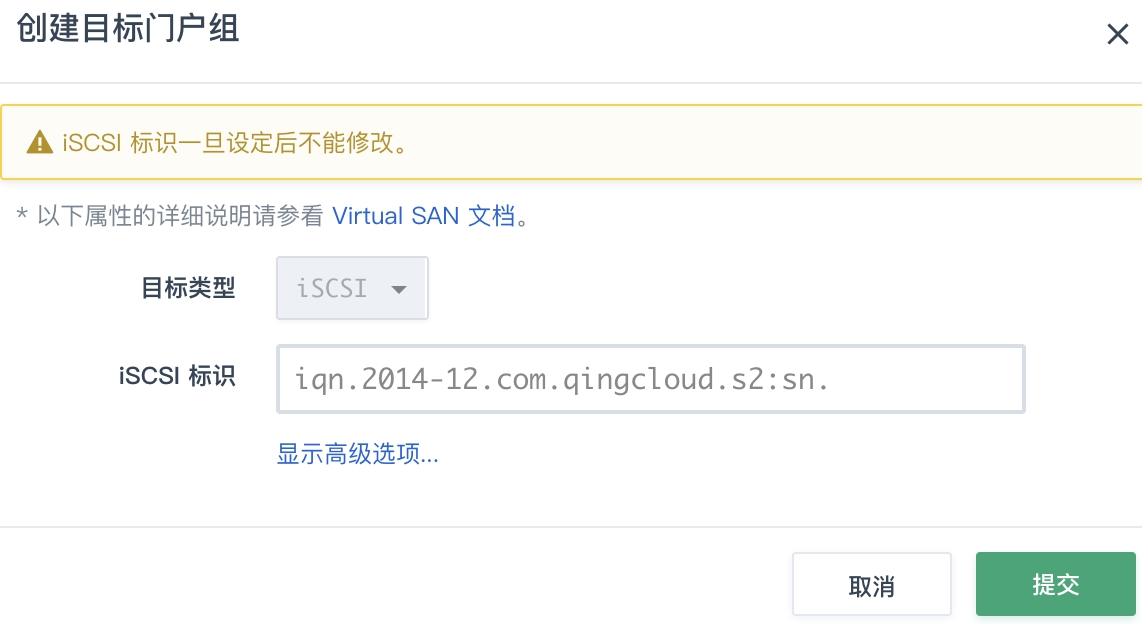 创建目标门户组
iSCSI 标识一旦设定后不能修改。
* 以下属性的详细说明请参看 Virtual SAN 文档。
目标类型 iSCSI
iSCSI 标识 iqn.2014-12.com.qingcloud.s2:sn.
显示高级选项...
取消 提交